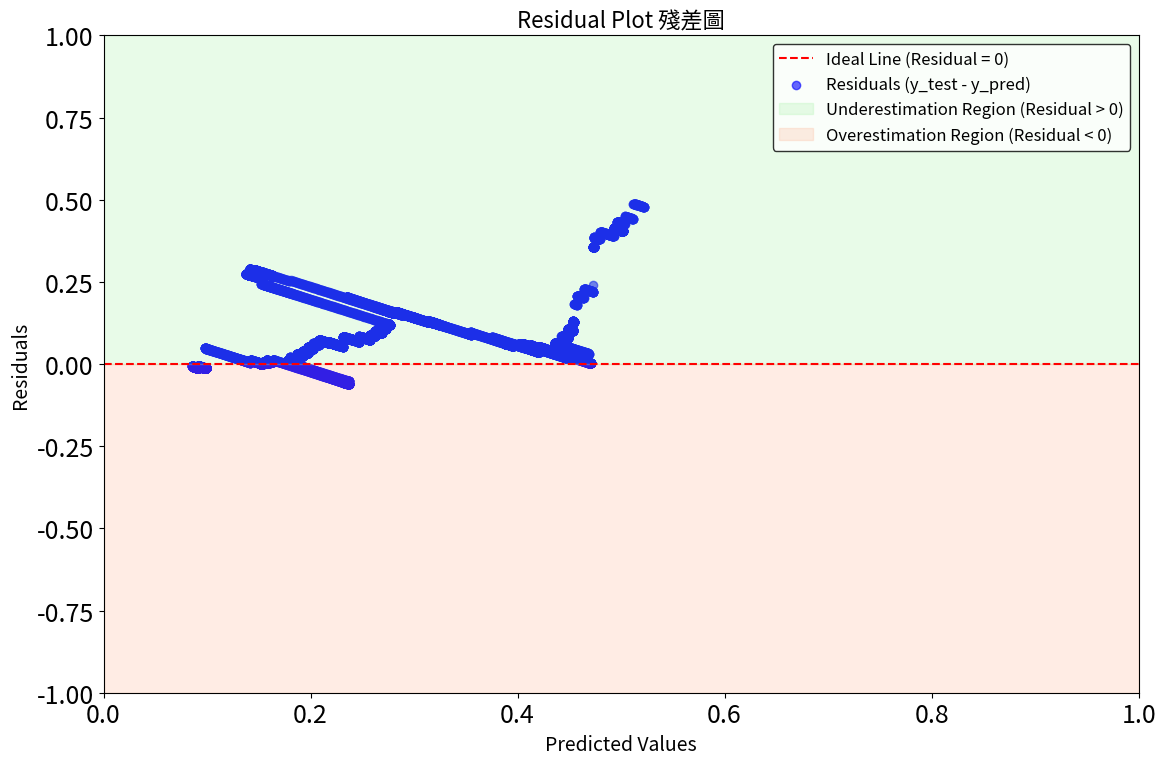 Residual Plot 殘差圖
Ideal Line (Residual = 0)
Residuals (y_test - y_pred)
Underestimation Region (Residual > 0)
Overestimation Region (Residual < 0)
Residuals
1.00
0.75
0.50
0.25
0.00
-0.25
-0.50
-0.75
-1.00
0.0 0.2 0.4 0.6 0.8 1.0
Predicted Values